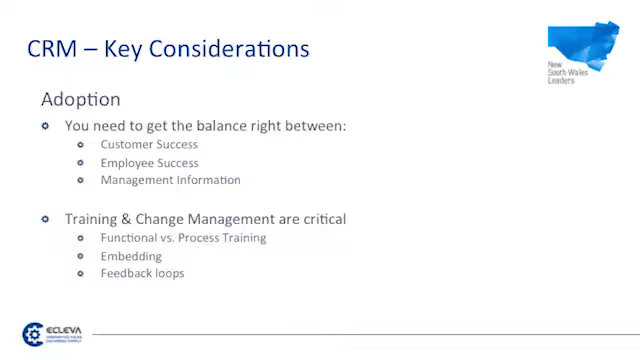 CRM – Key Considerations
New
South Wales
Leaders
Adoption
You need to get the balance right between:
Customer Success
Employee Success
Management Information
Training & Change Management are critical
Functional vs. Process Training
Embedding
Feedback loops
ECLEVA